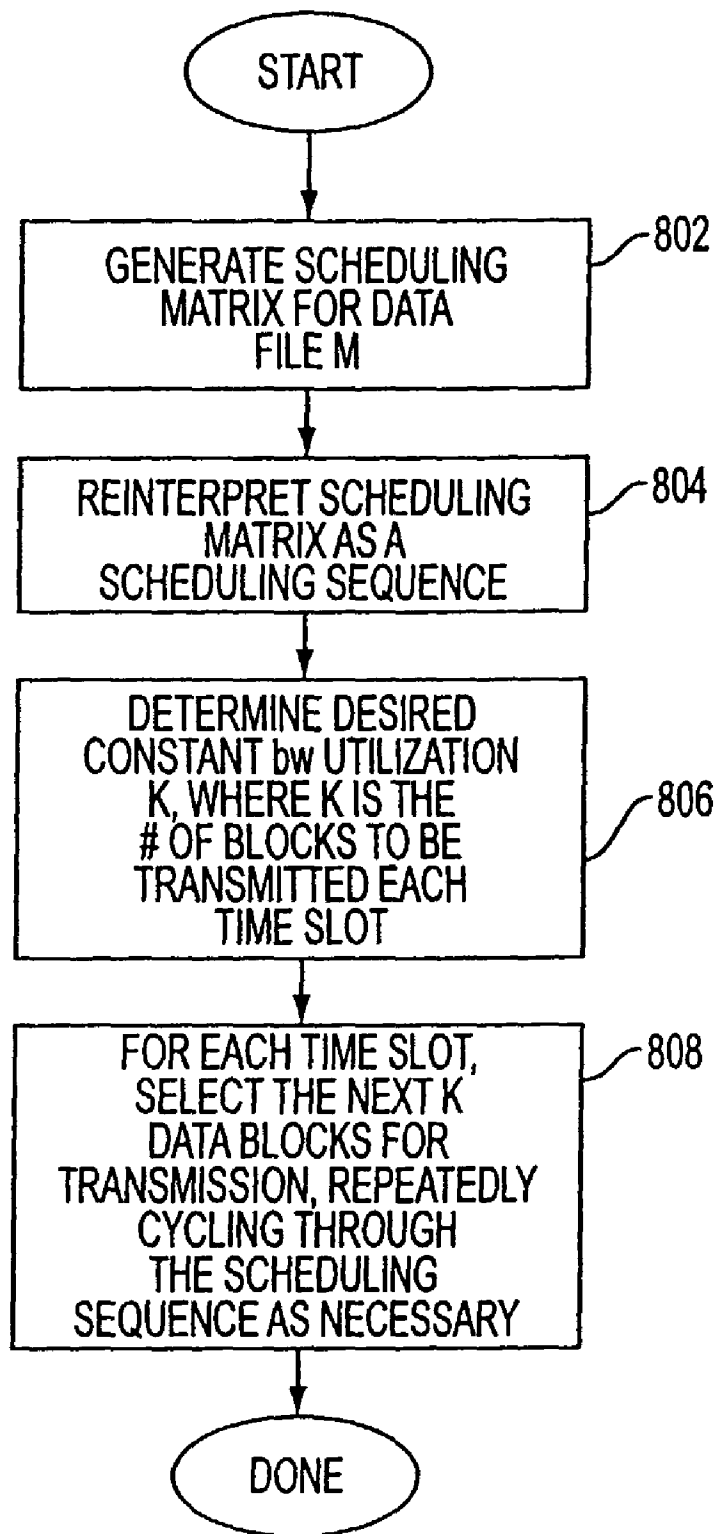 START
GENERATE SCHEDULING
MATRIX FOR DATA
FILE M
802
REINTERPRET SCHEDULING
MATRIX AS A
SCHEDULING SEQUENCE
804
DETERMINE DESIRED
CONSTANT bw UTILIZATION
K, WHERE K IS THE
# OF BLOCKS TO BE
TRANSMITTED EACH
TIME SLOT
806
FOR EACH TIME SLOT,
SELECT THE NEXT K
DATA BLOCKS FOR
TRANSMISSION, REPEATEDLY
CYCLING THROUGH
THE SCHEDULING
SEQUENCE AS NECESSARY
808
DONE